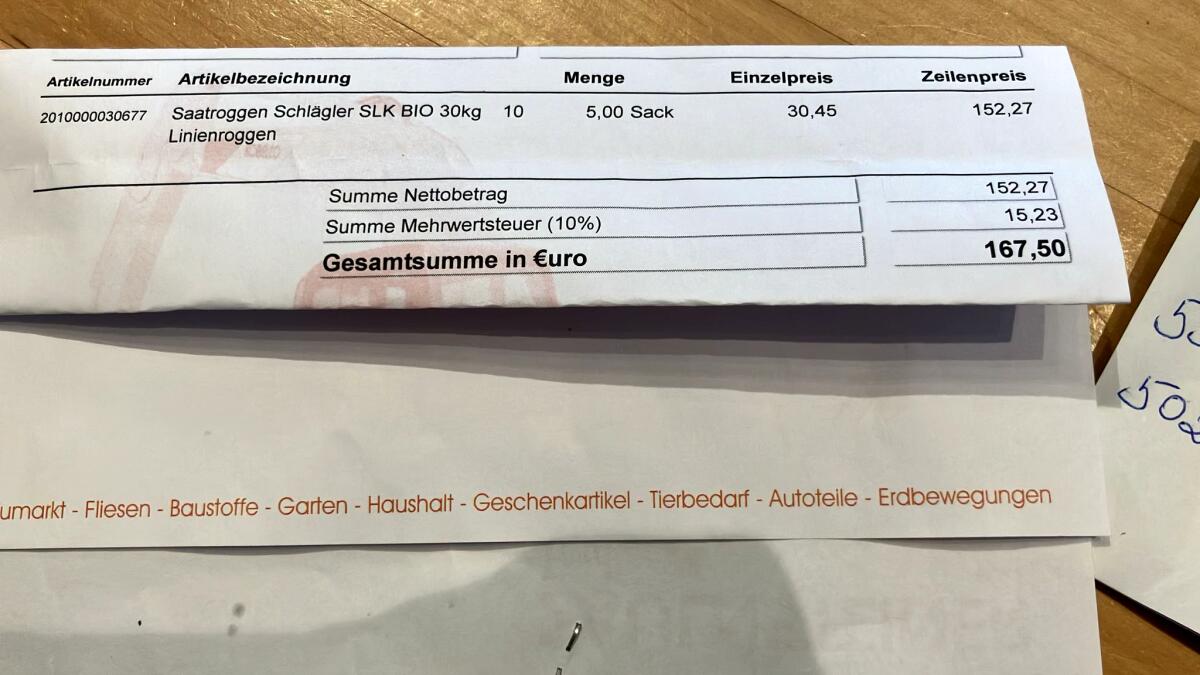 Artikelnummer Artikelbezeichnung Menge Einzelpreis Zeilenpreis
2010000030677 Saatroggen Schlägler SLK BIO 30kg 10 5,00 Sack 30,45 152,27
Linienroggen
Summe Nettobetrag 152,27
Summe Mehrwertsteuer (10%) 15,23
Gesamtsumme in €uro 167,50
umarkt - Fliesen - Baustoffe - Garten - Haushalt - Geschenkartikel - Tierbedarf - Autoteile - Erdbewegungen
502